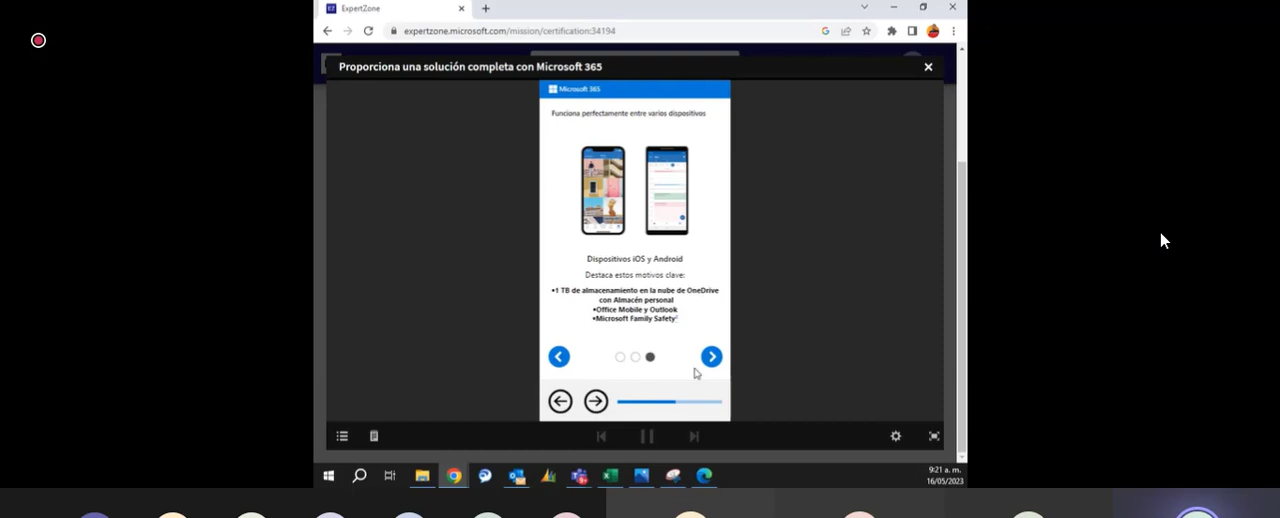 ExpertZone
expertzone.microsoft.com/mission/certification:34194
Proporciona una solución completa con Microsoft 365
Microsoft 365
Funciona perfectamente entre varios dispositivos
Dispositivos iOS y Android
Destaca estos motivos clave:
•1 TB de almacenamiento en la nube de OneDrive
con Almacén personal
•Office Mobile y Outlook
•Microsoft Family Safety
9:21 a. m.
16/05/2023